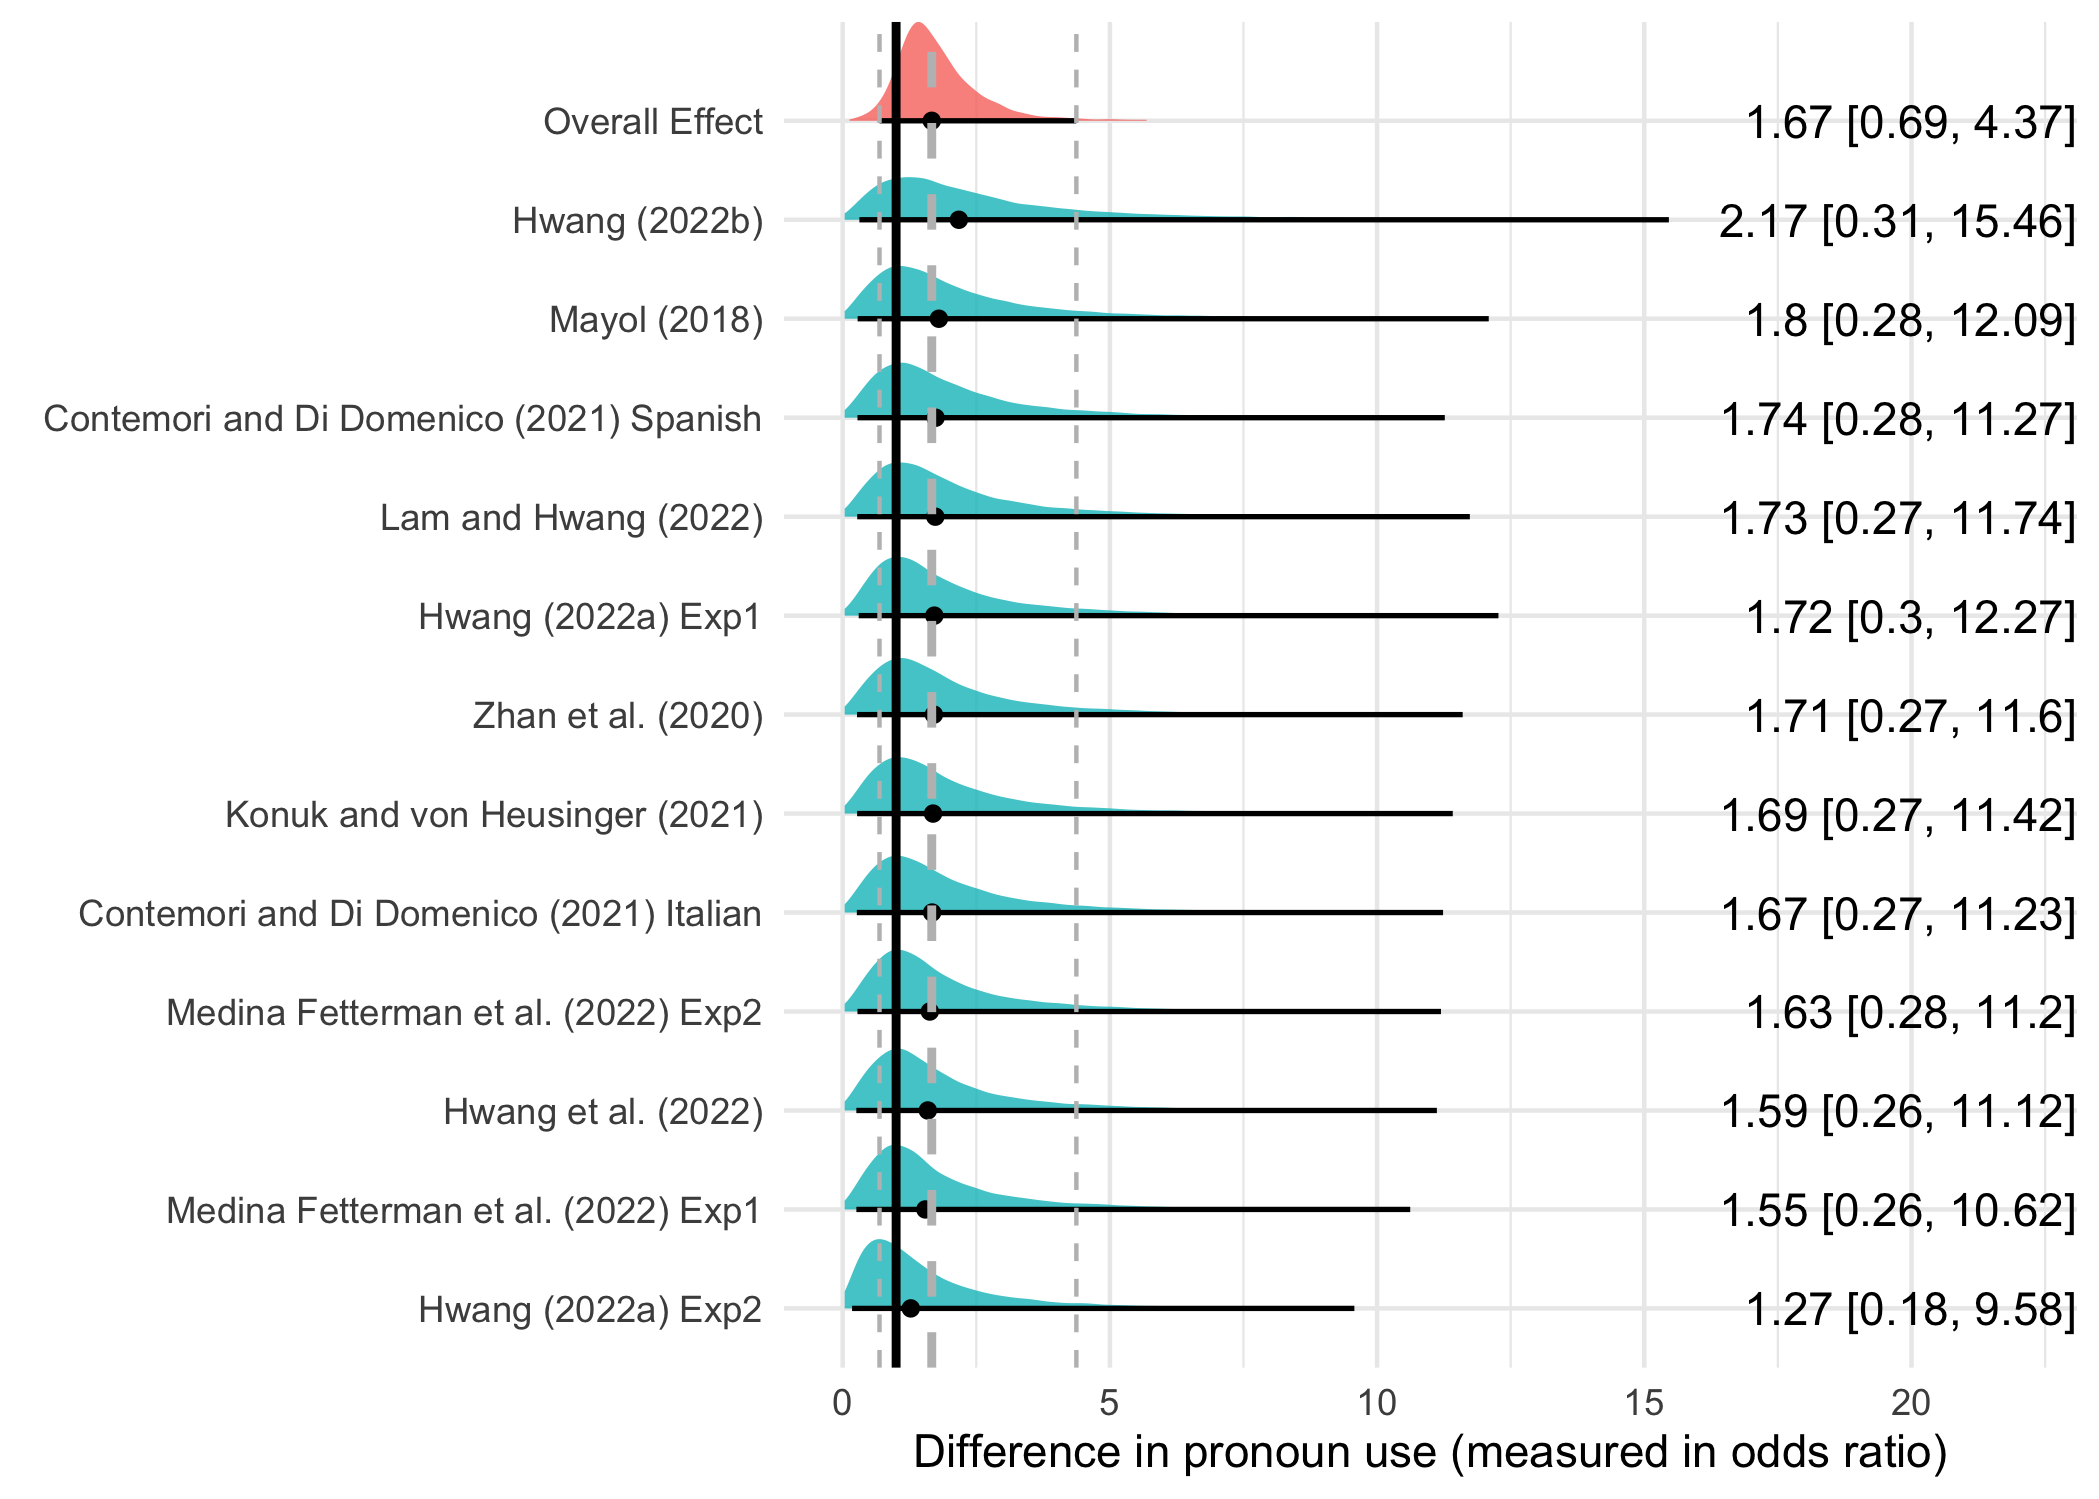 Overall Effect 1.67 [0.69, 4.37]
Hwang (2022b) 2.17 [0.31, 15.46]
Mayol (2018) 1.8 [0.28, 12.09]
Contemori and Di Domenico (2021) Spanish 1.74 [0.28, 11.27]
Lam and Hwang (2022) 1.73 [0.27, 11.74]
Hwang (2022a) Exp1 1.72 [0.3, 12.27]
Zhan et al. (2020) 1.71 [0.27, 11.6]
Konuk and von Heusinger (2021) 1.69 [0.27, 11.42]
Contemori and Di Domenico (2021) Italian 1.67 [0.27, 11.23]
Medina Fetterman et al. (2022) Exp2 1.63 [0.28, 11.2]
Hwang et al. (2022) 1.59 [0.26, 11.12]
Medina Fetterman et al. (2022) Exp1 1.55 [0.26, 10.62]
Hwang (2022a) Exp2 1.27 [0.18, 9.58]
0 5 10 15 20
Difference in pronoun use (measured in odds ratio)